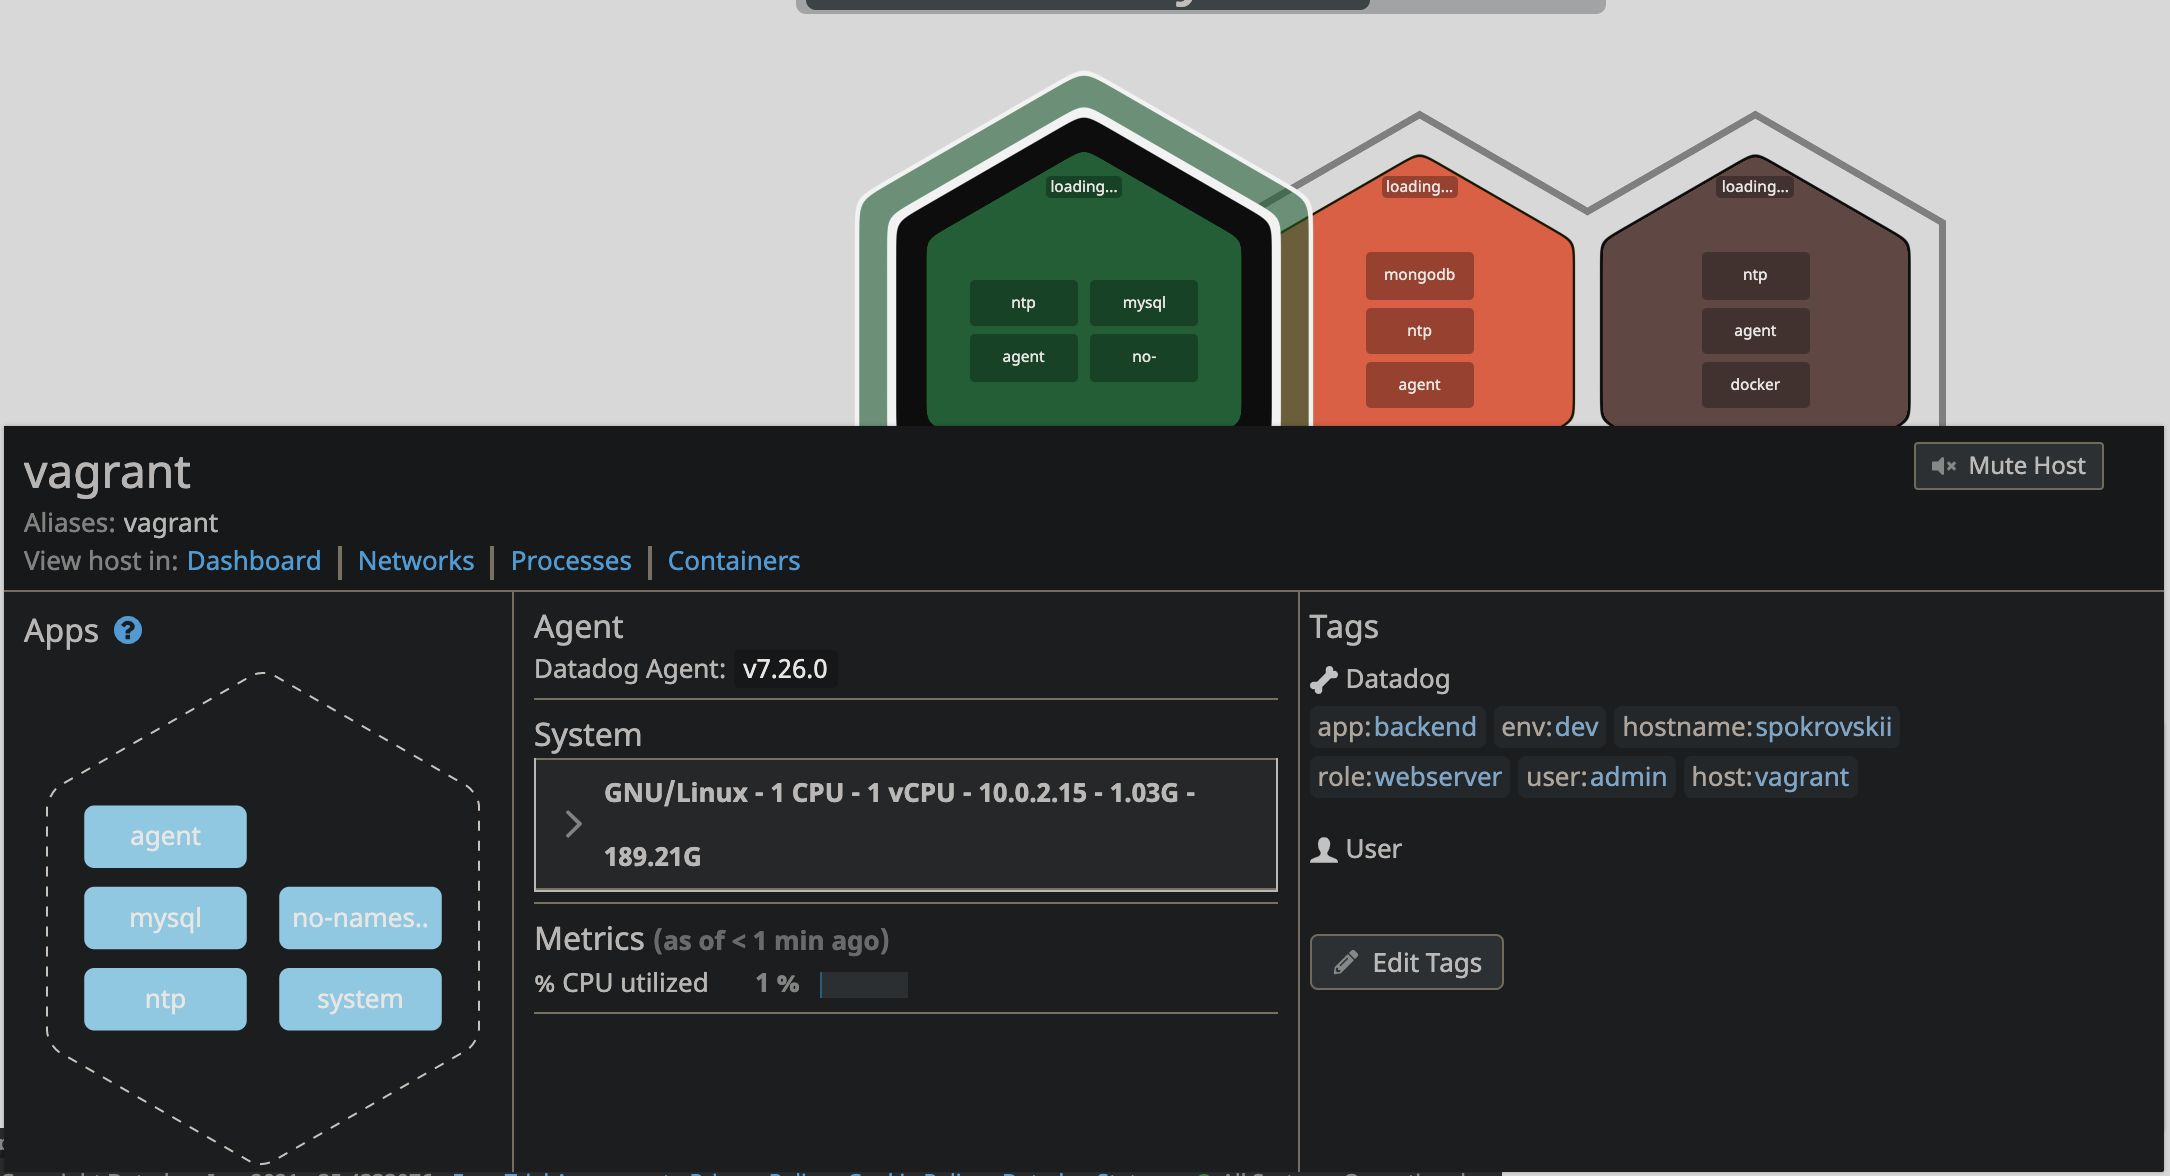 loading...
loading...
loading...
ntp
mysql
agent
no-
mongodb
ntp
agent
ntp
agent
docker
vagrant
Mute Host
Aliases: vagrant
View host in: Dashboard | Networks | Processes | Containers
Apps ?
agent
mysql
no-names..
ntp
system
Agent
Datadog Agent: v7.26.0
System
GNU/Linux - 1 CPU - 1 vCPU - 10.0.2.15 - 1.03G -
189.21G
Metrics (as of < 1 min ago)
% CPU utilized 1 %
Tags
Datadog
app:backend env:dev hostname:spokrovskii
role:webserver user:admin host:vagrant
User
Edit Tags